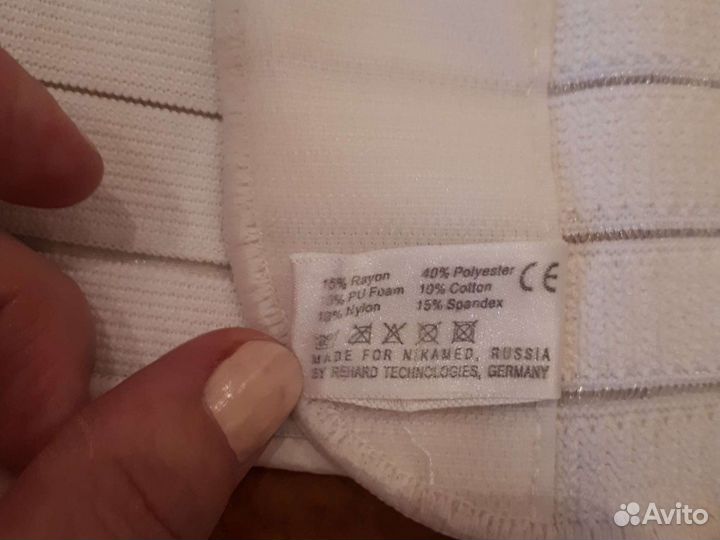 15% Rayon 40% Polyester CE
PU Foam 10% Cotton
Nylon 15% Spandex
MADE FOR NIKAMED, RUSSIA
BY REHARD TECHNOLOGIES, GERMANY
Avito